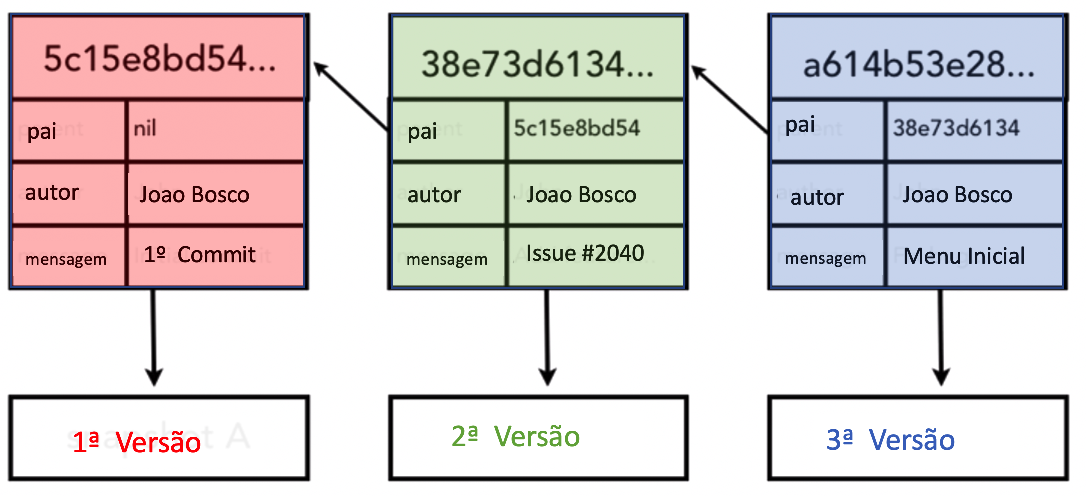 5c15e8bd54...
pai nil
autor Joao Bosco
mensagem 1º Commit
1ª Versão
38e73d6134...
pai 5c15e8bd54
autor Joao Bosco
mensagem Issue #2040
2ª Versão
a614b53e28...
pai 38e73d6134
autor Joao Bosco
mensagem Menu Inicial
3ª Versão